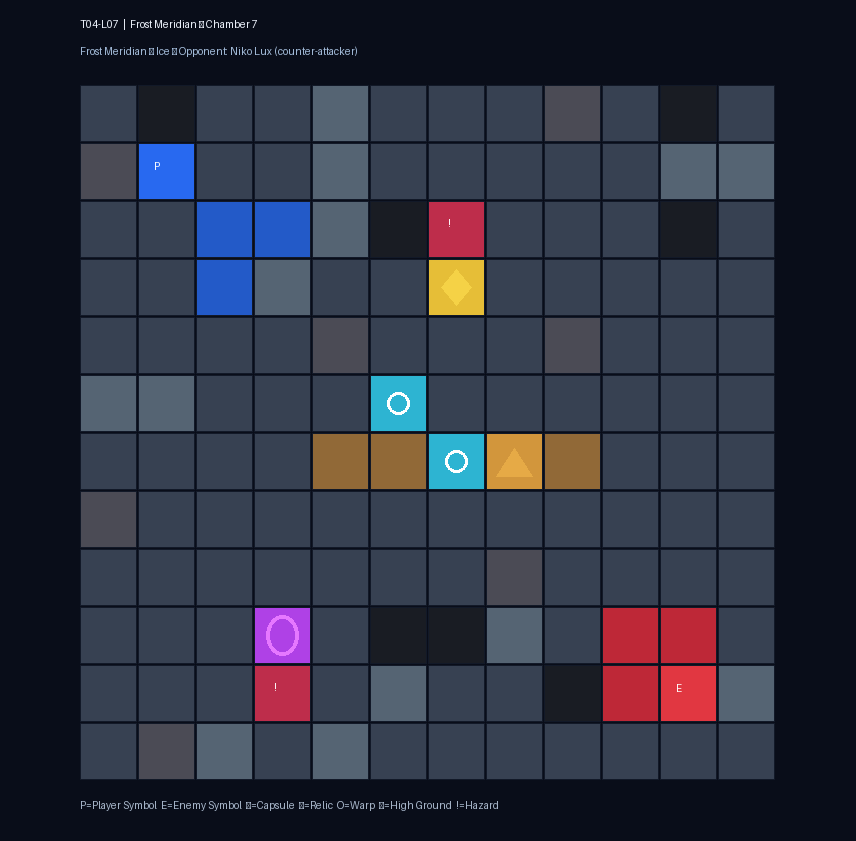 T04-L07 | Frost Meridian □ Chamber 7
Frost Meridian □ Ice □ Opponent: Niko Lux (counter-attacker)
P
!
!
E
P=Player Symbol E=Enemy Symbol □=Capsule □=Relic O=Warp □=High Ground !=Hazard